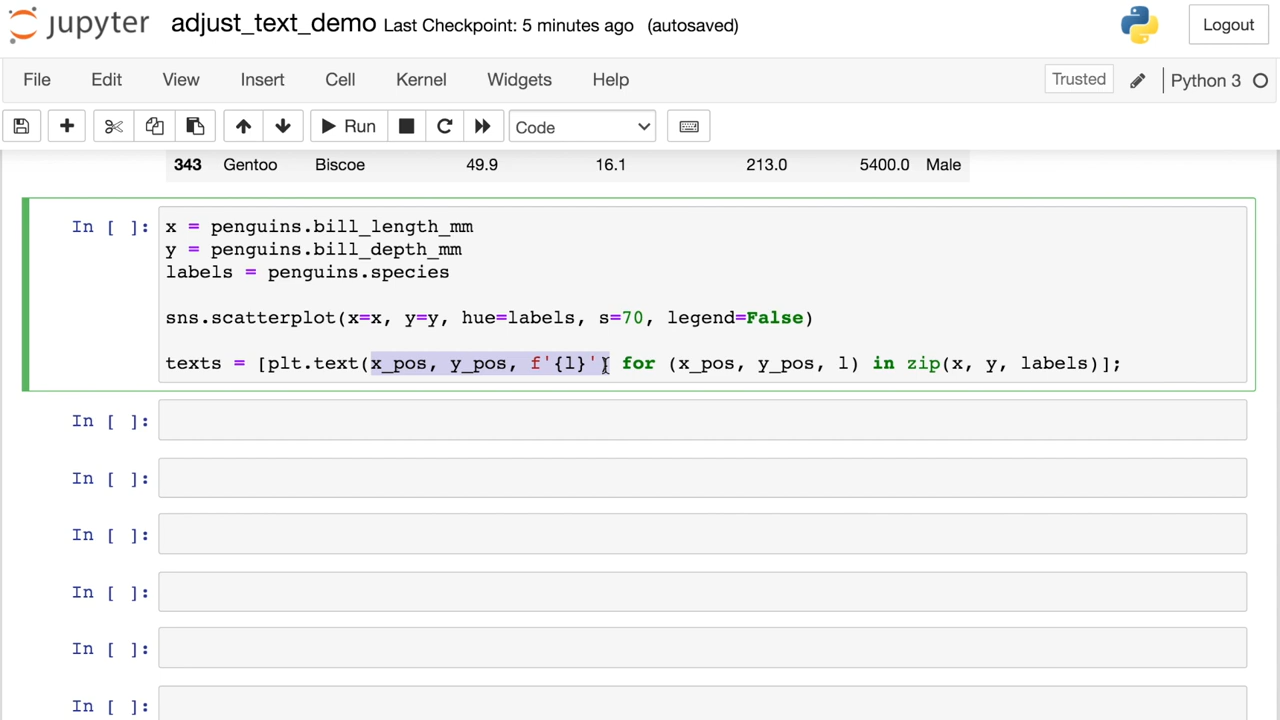 jupyter adjust_text_demo Last Checkpoint: 5 minutes ago (autosaved) Logout
File Edit View Insert Cell Kernel Widgets Help Trusted Python 3
Run Code
343 Gentoo Biscoe 49.9 16.1 213.0 5400.0 Male
In [ ]: x = penguins.bill_length_mm
y = penguins.bill_depth_mm
labels = penguins.species
sns.scatterplot(x=x, y=y, hue=labels, s=70, legend=False)
texts = [plt.text(x_pos, y_pos, f'{l}') for (x_pos, y_pos, l) in zip(x, y, labels)];
In [ ]:
In [ ]:
In [ ]:
In [ ]:
In [ ]:
In [ ]: